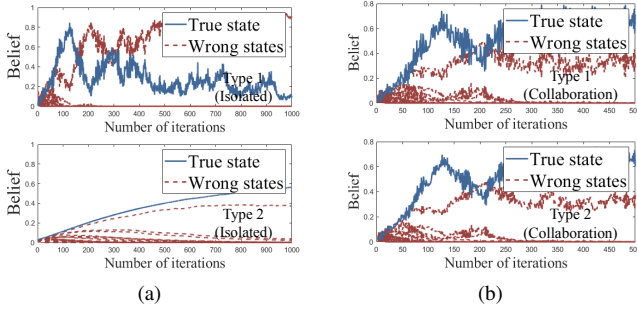 1
0.8
0.6
0.4
0.2
0
Belief
True state
Wrong states
Type 1
(Isolated)
0 100 200 300 400 500 600 700 800 900 1000
Number of iterations
0.8
0.6
0.4
0.2
0
Belief
True state
Wrong states
Type 1
(Collaboration)
0 50 100 150 200 250 300 350 400 450 500
Number of iterations
1
0.8
0.6
0.4
0.2
0
Belief
True state
Wrong states
Type 2
(Isolated)
0 100 200 300 400 500 600 700 800 900 1000
Number of iterations
0.8
0.6
0.4
0.2
0
Belief
True state
Wrong states
Type 2
(Collaboration)
0 50 100 150 200 250 300 350 400 450 500
Number of iterations
(a)
(b)